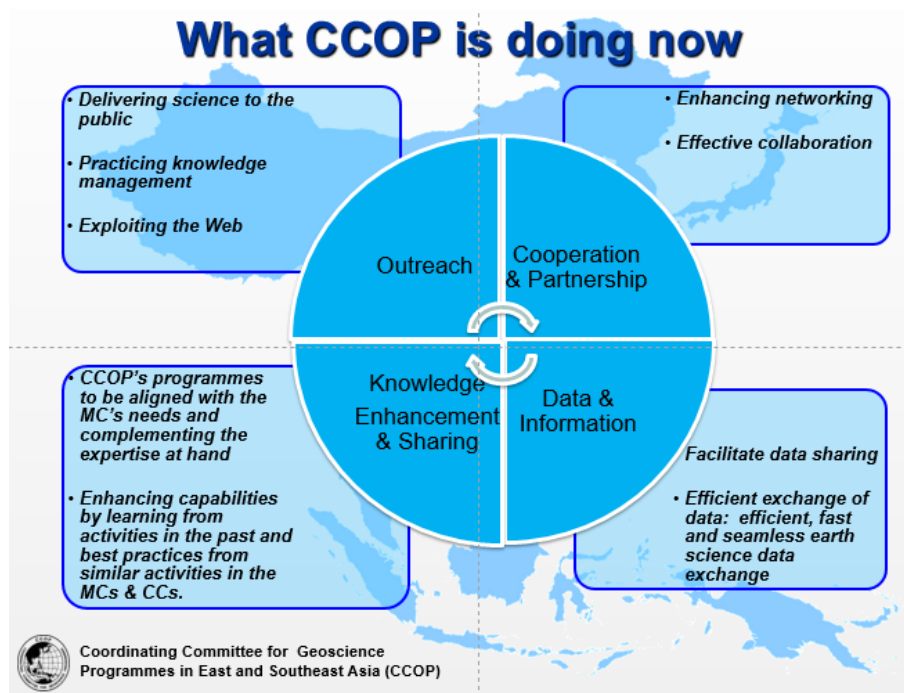 What CCOP is doing now
• Delivering science to the
public
• Practicing knowledge
management
• Exploiting the Web
• Enhancing networking
• Effective collaboration
Outreach
Cooperation
& Partnership
Knowledge
Enhancement
& Sharing
Data &
Information
• CCOP's programmes
to be aligned with the
MC's needs and
complementing the
expertise at hand
• Enhancing capabilities
by learning from
activities in the past and
best practices from
similar activities in the
MCs & CCs.
Facilitate data sharing
• Efficient exchange of
data: efficient, fast
and seamless earth
science data
exchange
CCOP
Coordinating Committee for Geoscience
Programmes in East and Southeast Asia (CCOP)